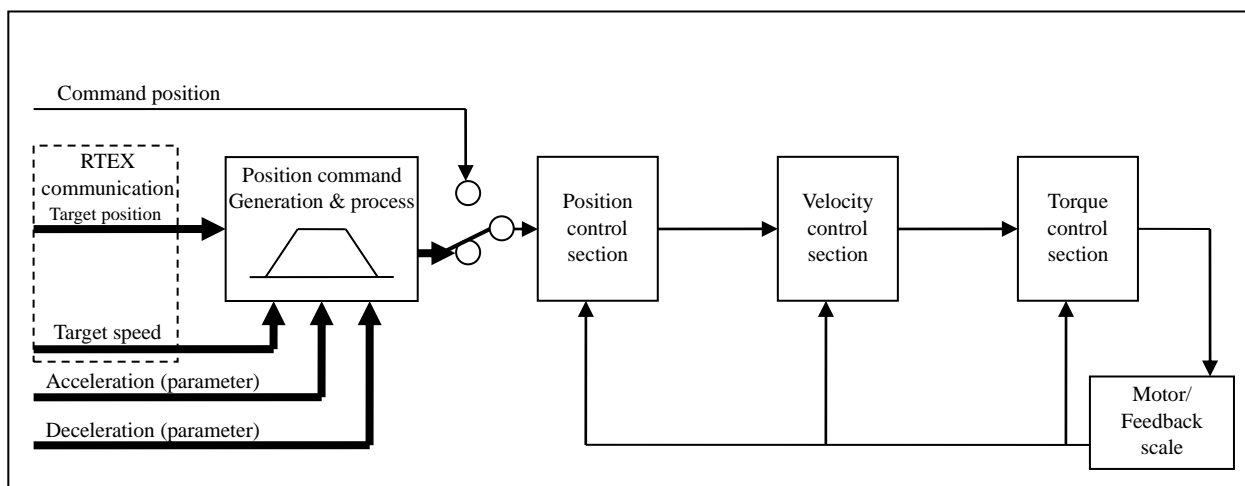 Command position
RTEX
communication
Target position
Target speed
Acceleration (parameter)
Deceleration (parameter)
Position command
Generation & process
Position
control
section
Velocity
control
section
Torque
control
section
Motor/
Feedback
scale